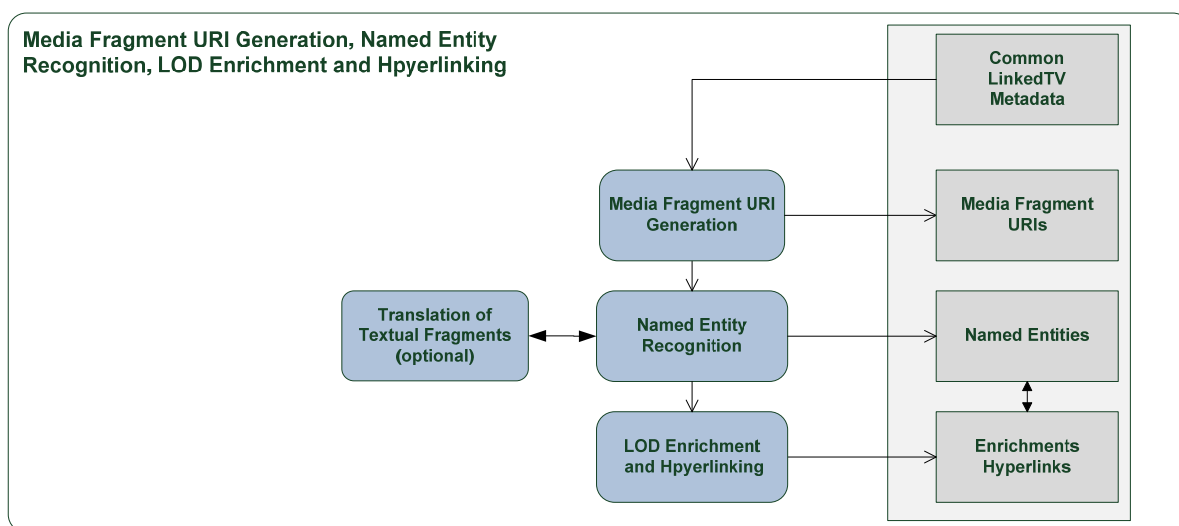 Media Fragment URI Generation, Named Entity
Recognition, LOD Enrichment and Hpyerlinking
Common
LinkedTV
Metadata
Media Fragment URI
Generation
Media Fragment
URIs
Translation of
Textual Fragments
(optional)
Named Entity
Recognition
Named Entities
LOD Enrichment
and Hpyerlinking
Enrichments
Hyperlinks